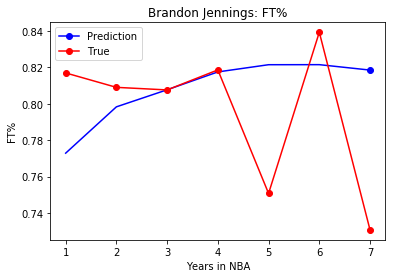 Brandon Jennings: FT%
Prediction
True
0.84
0.82
0.80
0.78
0.76
0.74
FT%
1 2 3 4 5 6 7
Years in NBA